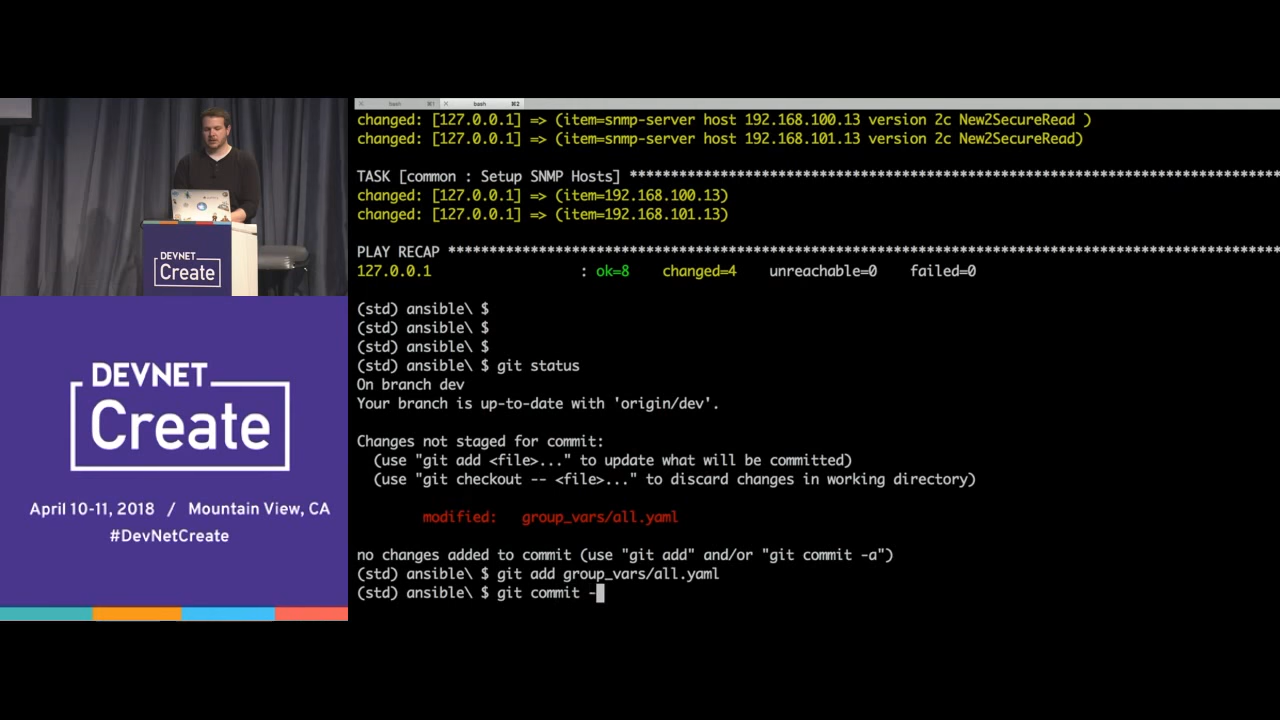 bash ⌘1 bash ⌘2
changed: [127.0.0.1] => (item=snmp-server host 192.168.100.13 version 2c New2SecureRead )
changed: [127.0.0.1] => (item=snmp-server host 192.168.101.13 version 2c New2SecureRead)
TASK [common : Setup SNMP Hosts] *******************************************************************************
changed: [127.0.0.1] => (item=192.168.100.13)
changed: [127.0.0.1] => (item=192.168.101.13)
PLAY RECAP *****************************************************************************************************
127.0.0.1 : ok=8 changed=4 unreachable=0 failed=0
(std) ansible\ $
(std) ansible\ $
(std) ansible\ $
(std) ansible\ $ git status
On branch dev
Your branch is up-to-date with 'origin/dev'.
Changes not staged for commit:
(use "git add <file>..." to update what will be committed)
(use "git checkout -- <file>..." to discard changes in working directory)
modified: group_vars/all.yaml
no changes added to commit (use "git add" and/or "git commit -a")
(std) ansible\ $ git add group_vars/all.yaml
(std) ansible\ $ git commit -
DEVNET
Create
DEVNET
Create
April 10-11, 2018 / Mountain View, CA
#DevNetCreate